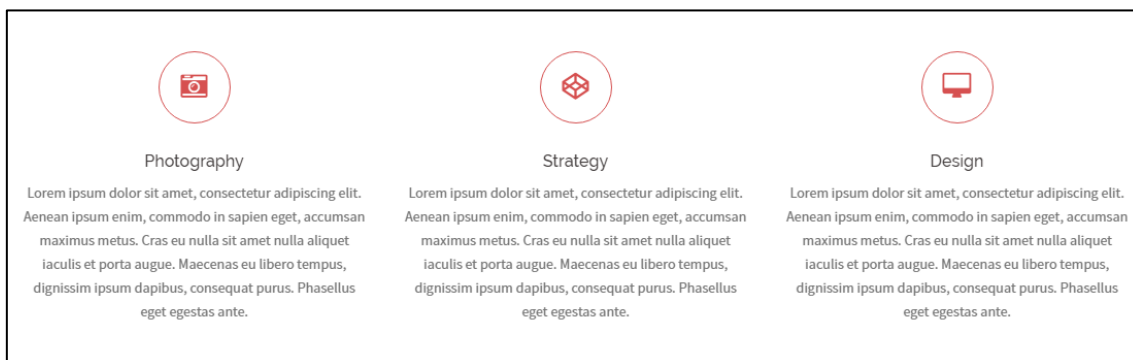 Photography
Lorem ipsum dolor sit amet, consectetur adipiscing elit.
Aenean ipsum enim, commodo in sapien eget, accumsan
maximus metus. Cras eu nulla sit amet nulla aliquet
iaculis et porta augue. Maecenas eu libero tempus,
dignissim ipsum dapibus, consequat purus. Phasellus
eget egestas ante.
Strategy
Lorem ipsum dolor sit amet, consectetur adipiscing elit.
Aenean ipsum enim, commodo in sapien eget, accumsan
maximus metus. Cras eu nulla sit amet nulla aliquet
iaculis et porta augue. Maecenas eu libero tempus,
dignissim ipsum dapibus, consequat purus. Phasellus
eget egestas ante.
Design
Lorem ipsum dolor sit amet, consectetur adipiscing elit.
Aenean ipsum enim, commodo in sapien eget, accumsan
maximus metus. Cras eu nulla sit amet nulla aliquet
iaculis et porta augue. Maecenas eu libero tempus,
dignissim ipsum dapibus, consequat purus. Phasellus
eget egestas ante.